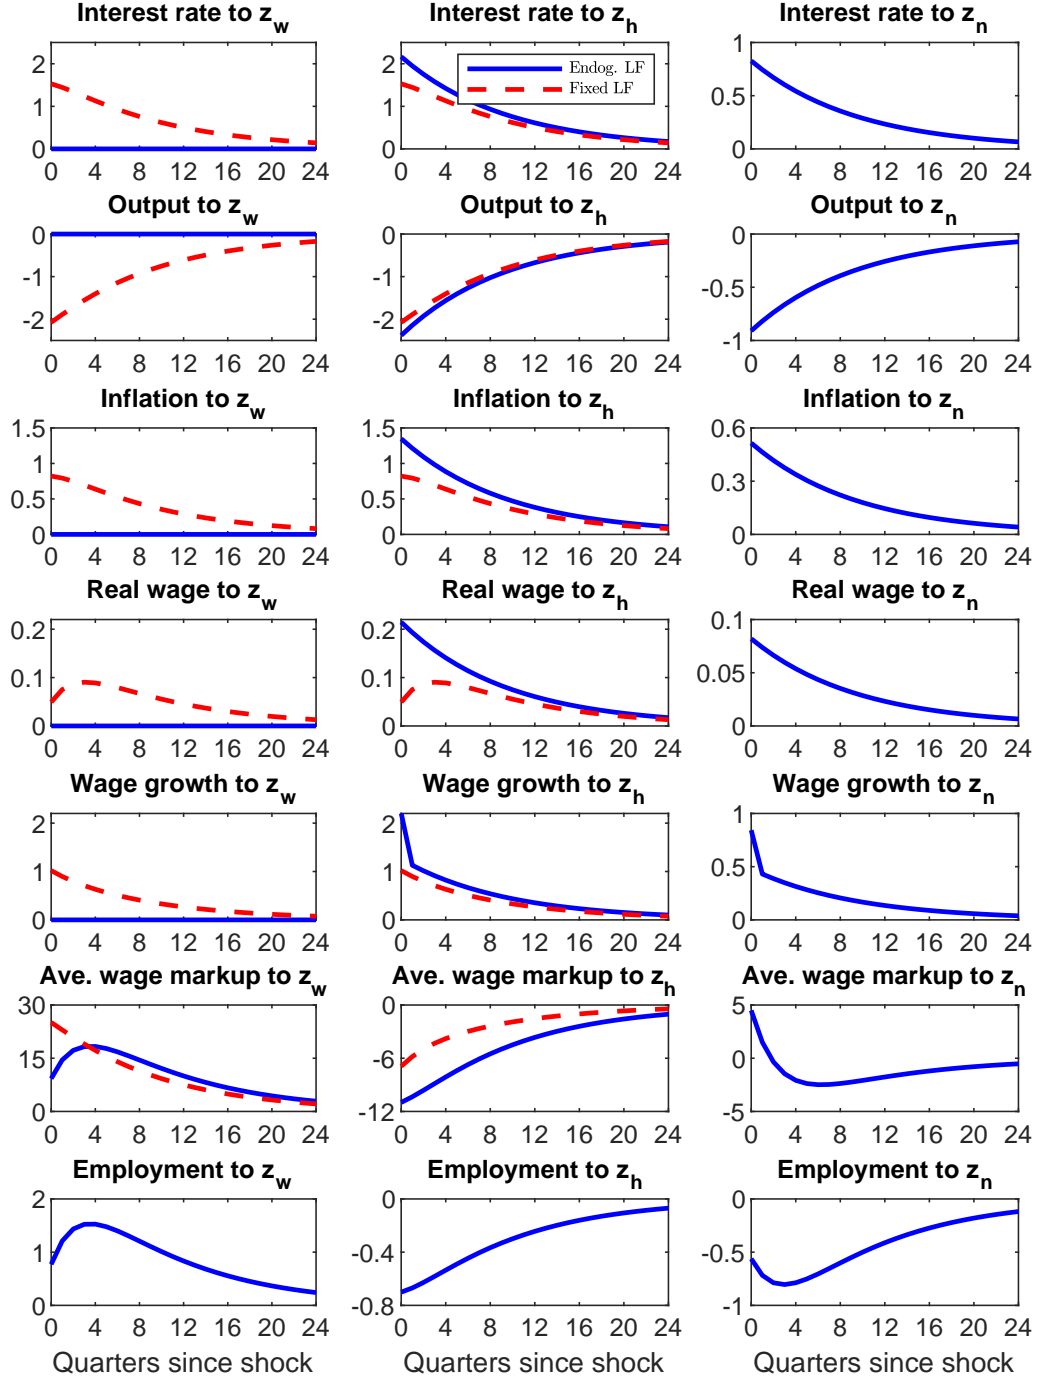 Interest rate to z_w Interest rate to z_h Interest rate to z_n
2 2 1
Endog. LF
1 1 0.5
Fixed LF
0 0 0
0 4 8 12 16 20 24 0 4 8 12 16 20 24 0 4 8 12 16 20 24
Output to z_w Output to z_h Output to z_n
0 0 0
-1 -1 -0.5
-2 -2 -1
0 4 8 12 16 20 24 0 4 8 12 16 20 24 0 4 8 12 16 20 24
Inflation to z_w Inflation to z_h Inflation to z_n
1.5 1.5 0.6
1 1 0.3
0.5 0.5
0 0 0
0 4 8 12 16 20 24 0 4 8 12 16 20 24 0 4 8 12 16 20 24
Real wage to z_w Real wage to z_h Real wage to z_n
0.2 0.2 0.1
0.1 0.1 0.05
0 0 0
0 4 8 12 16 20 24 0 4 8 12 16 20 24 0 4 8 12 16 20 24
Wage growth to z_w Wage growth to z_h Wage growth to z_n
2 2 1
1 1 0.5
0 0 0
0 4 8 12 16 20 24 0 4 8 12 16 20 24 0 4 8 12 16 20 24
Ave. wage markup to z_w Ave. wage markup to z_h Ave. wage markup to z_n
30 0 5
15 -6 0
0 -12 -5
0 4 8 12 16 20 24 0 4 8 12 16 20 24 0 4 8 12 16 20 24
Employment to z_w Employment to z_h Employment to z_n
2 0 0
1 -0.4 -0.5
0 -0.8 -1
0 4 8 12 16 20 24 0 4 8 12 16 20 24 0 4 8 12 16 20 24
Quarters since shock Quarters since shock Quarters since shock